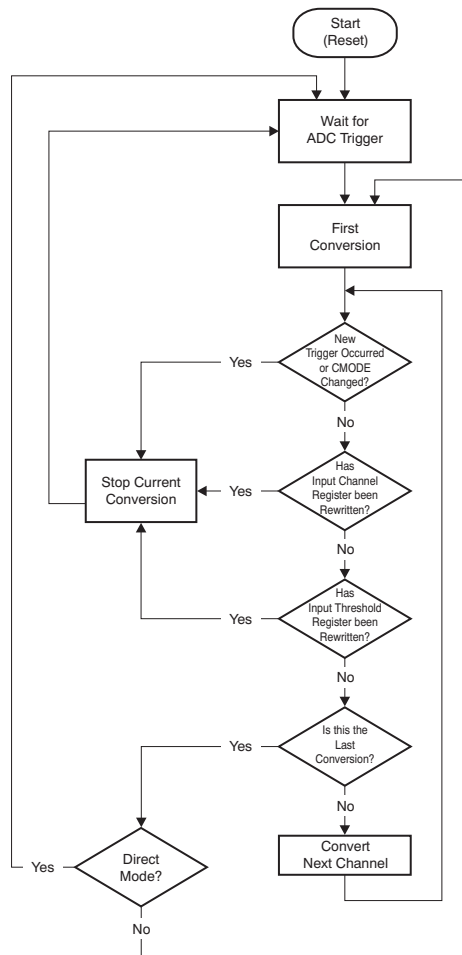 Start
(Reset)
Wait for
ADC Trigger
First
Conversion
New
Trigger Occurred
or CMODE
Changed?
Yes
No
Has
Input Channel
Register been
Rewritten?
Yes
Stop Current
Conversion
No
Has
Input Threshold
Register been
Rewritten?
Yes
No
Is this the
Last
Conversion?
Yes
No
Convert
Next Channel
Direct
Mode?
Yes
No